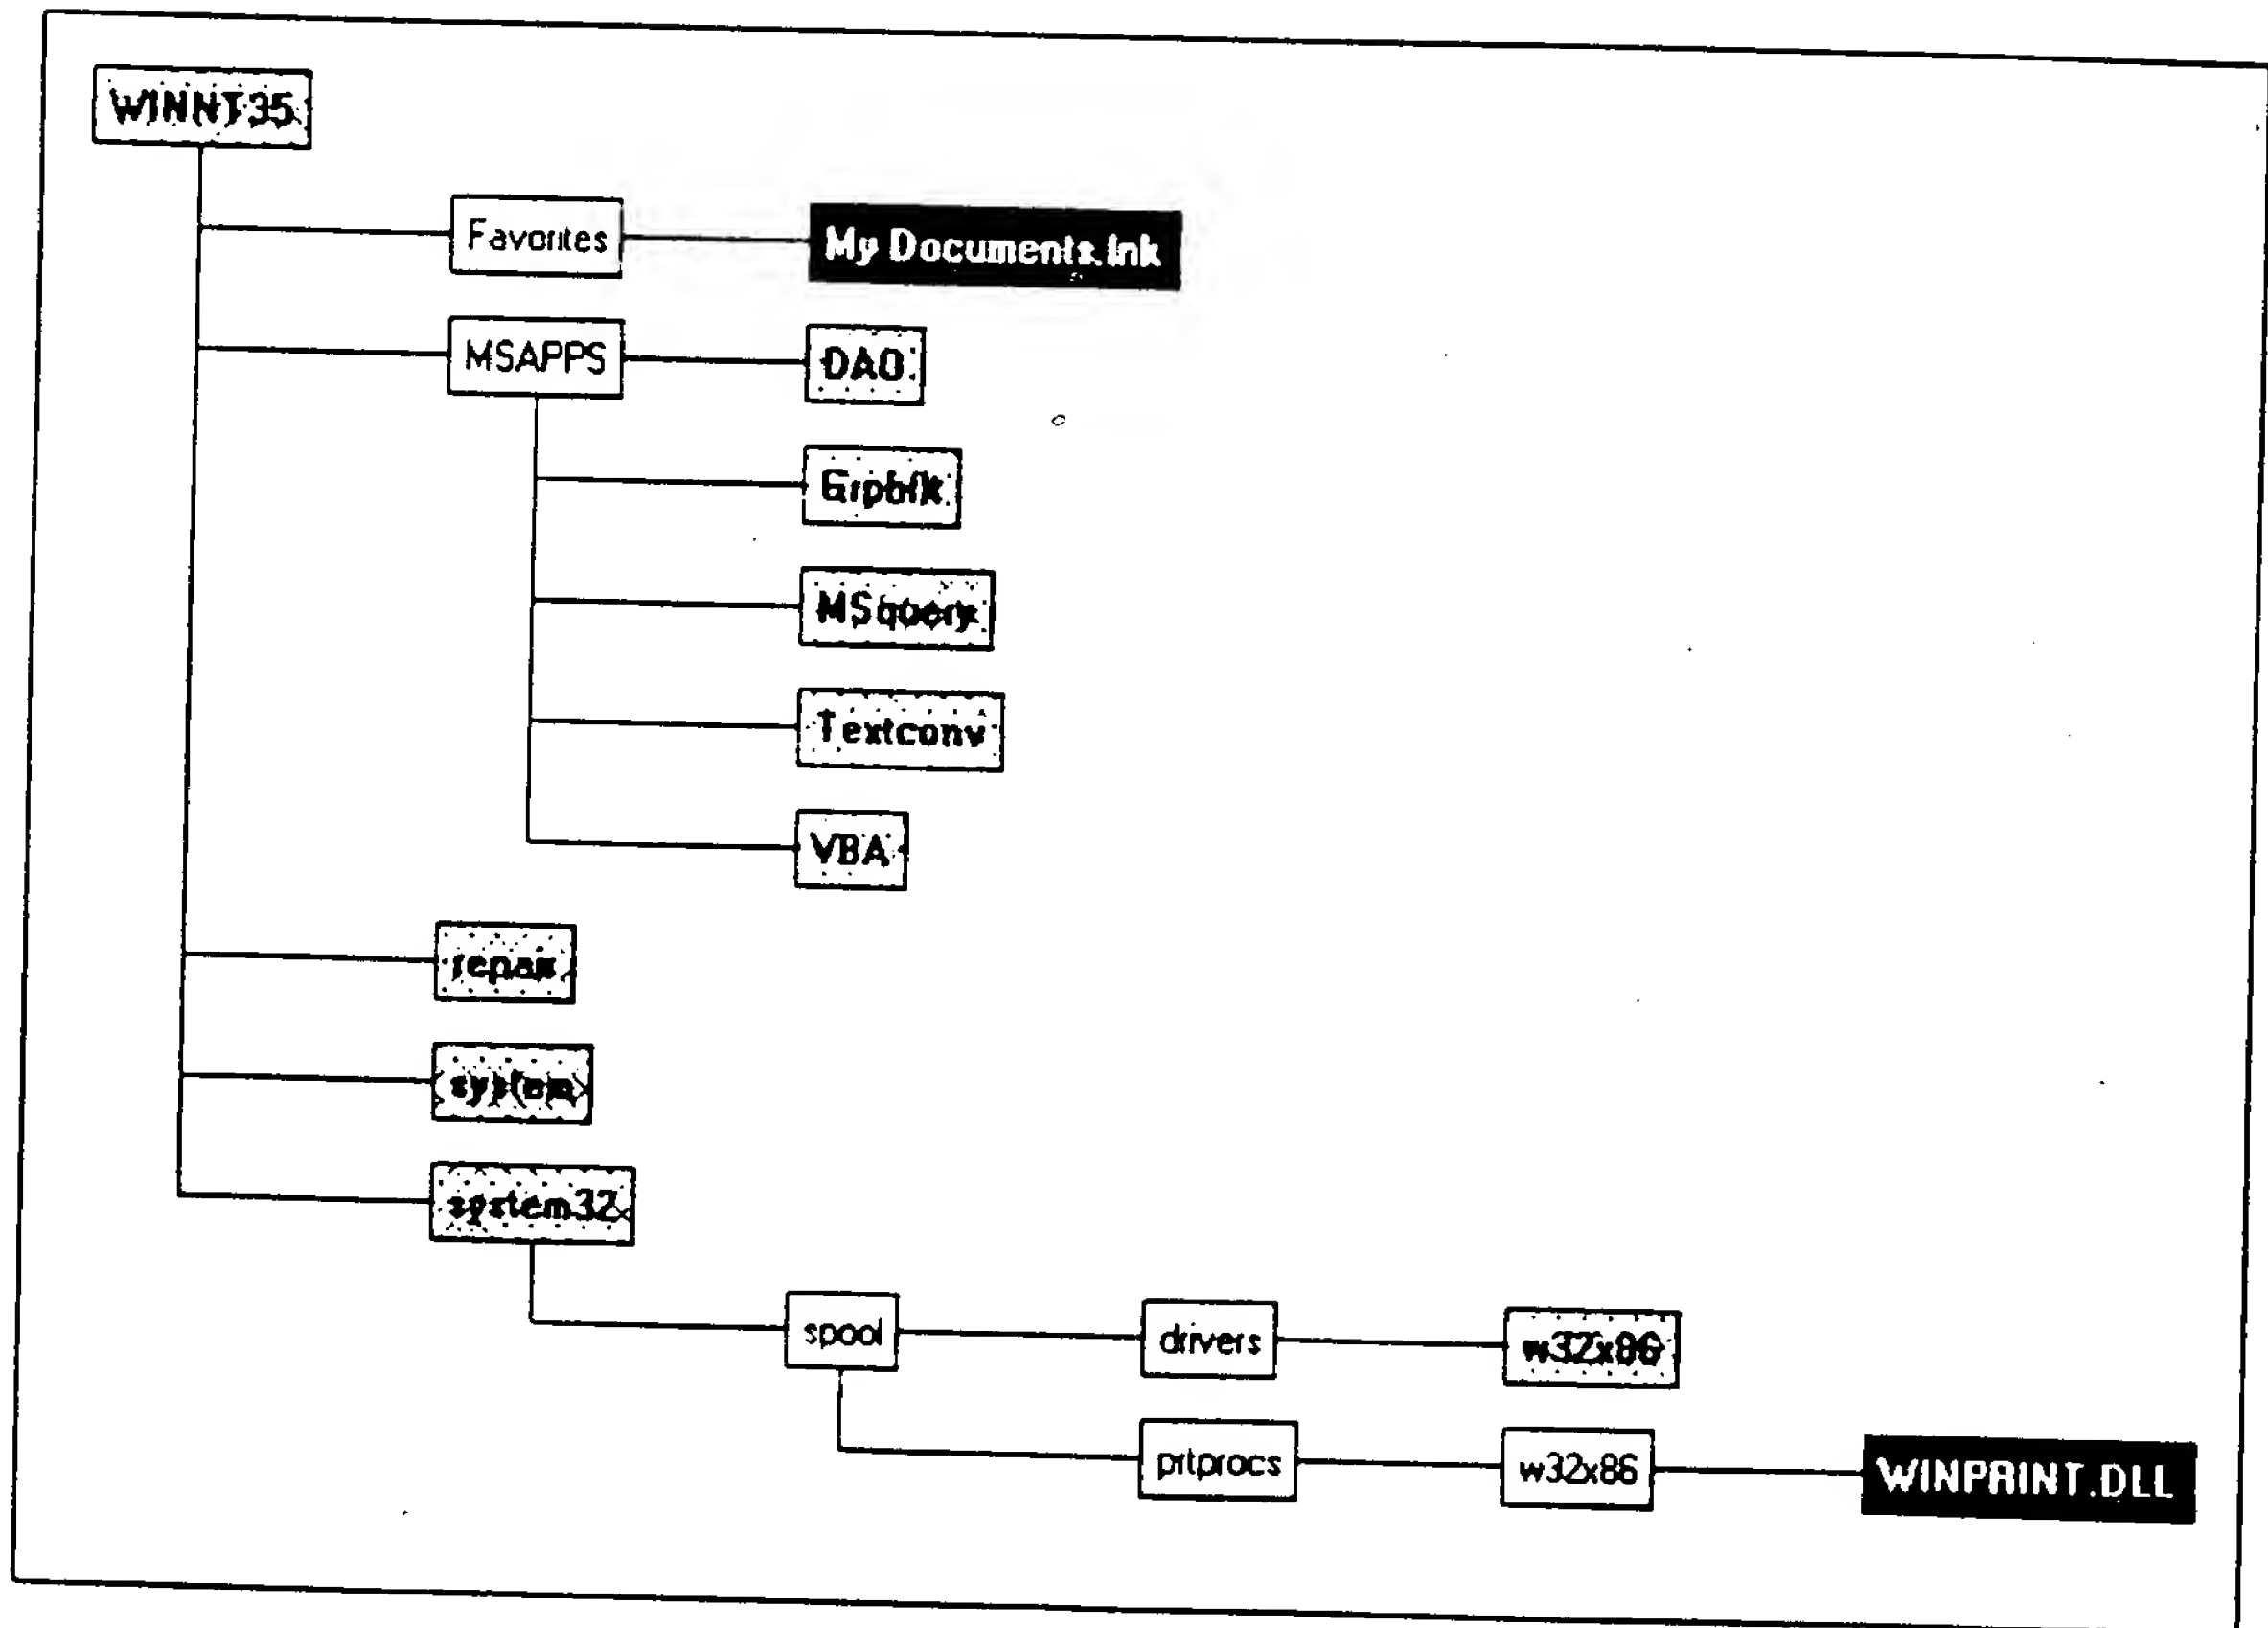 WINNT35
Favorites
My Documents.lnk
MSAPPS
DAO
Grphflt
MSquery
Textconv
VBA
repair
system
system32
spool
drivers
w32x86
prtprocs
w32x86
WINPRINT.DLL